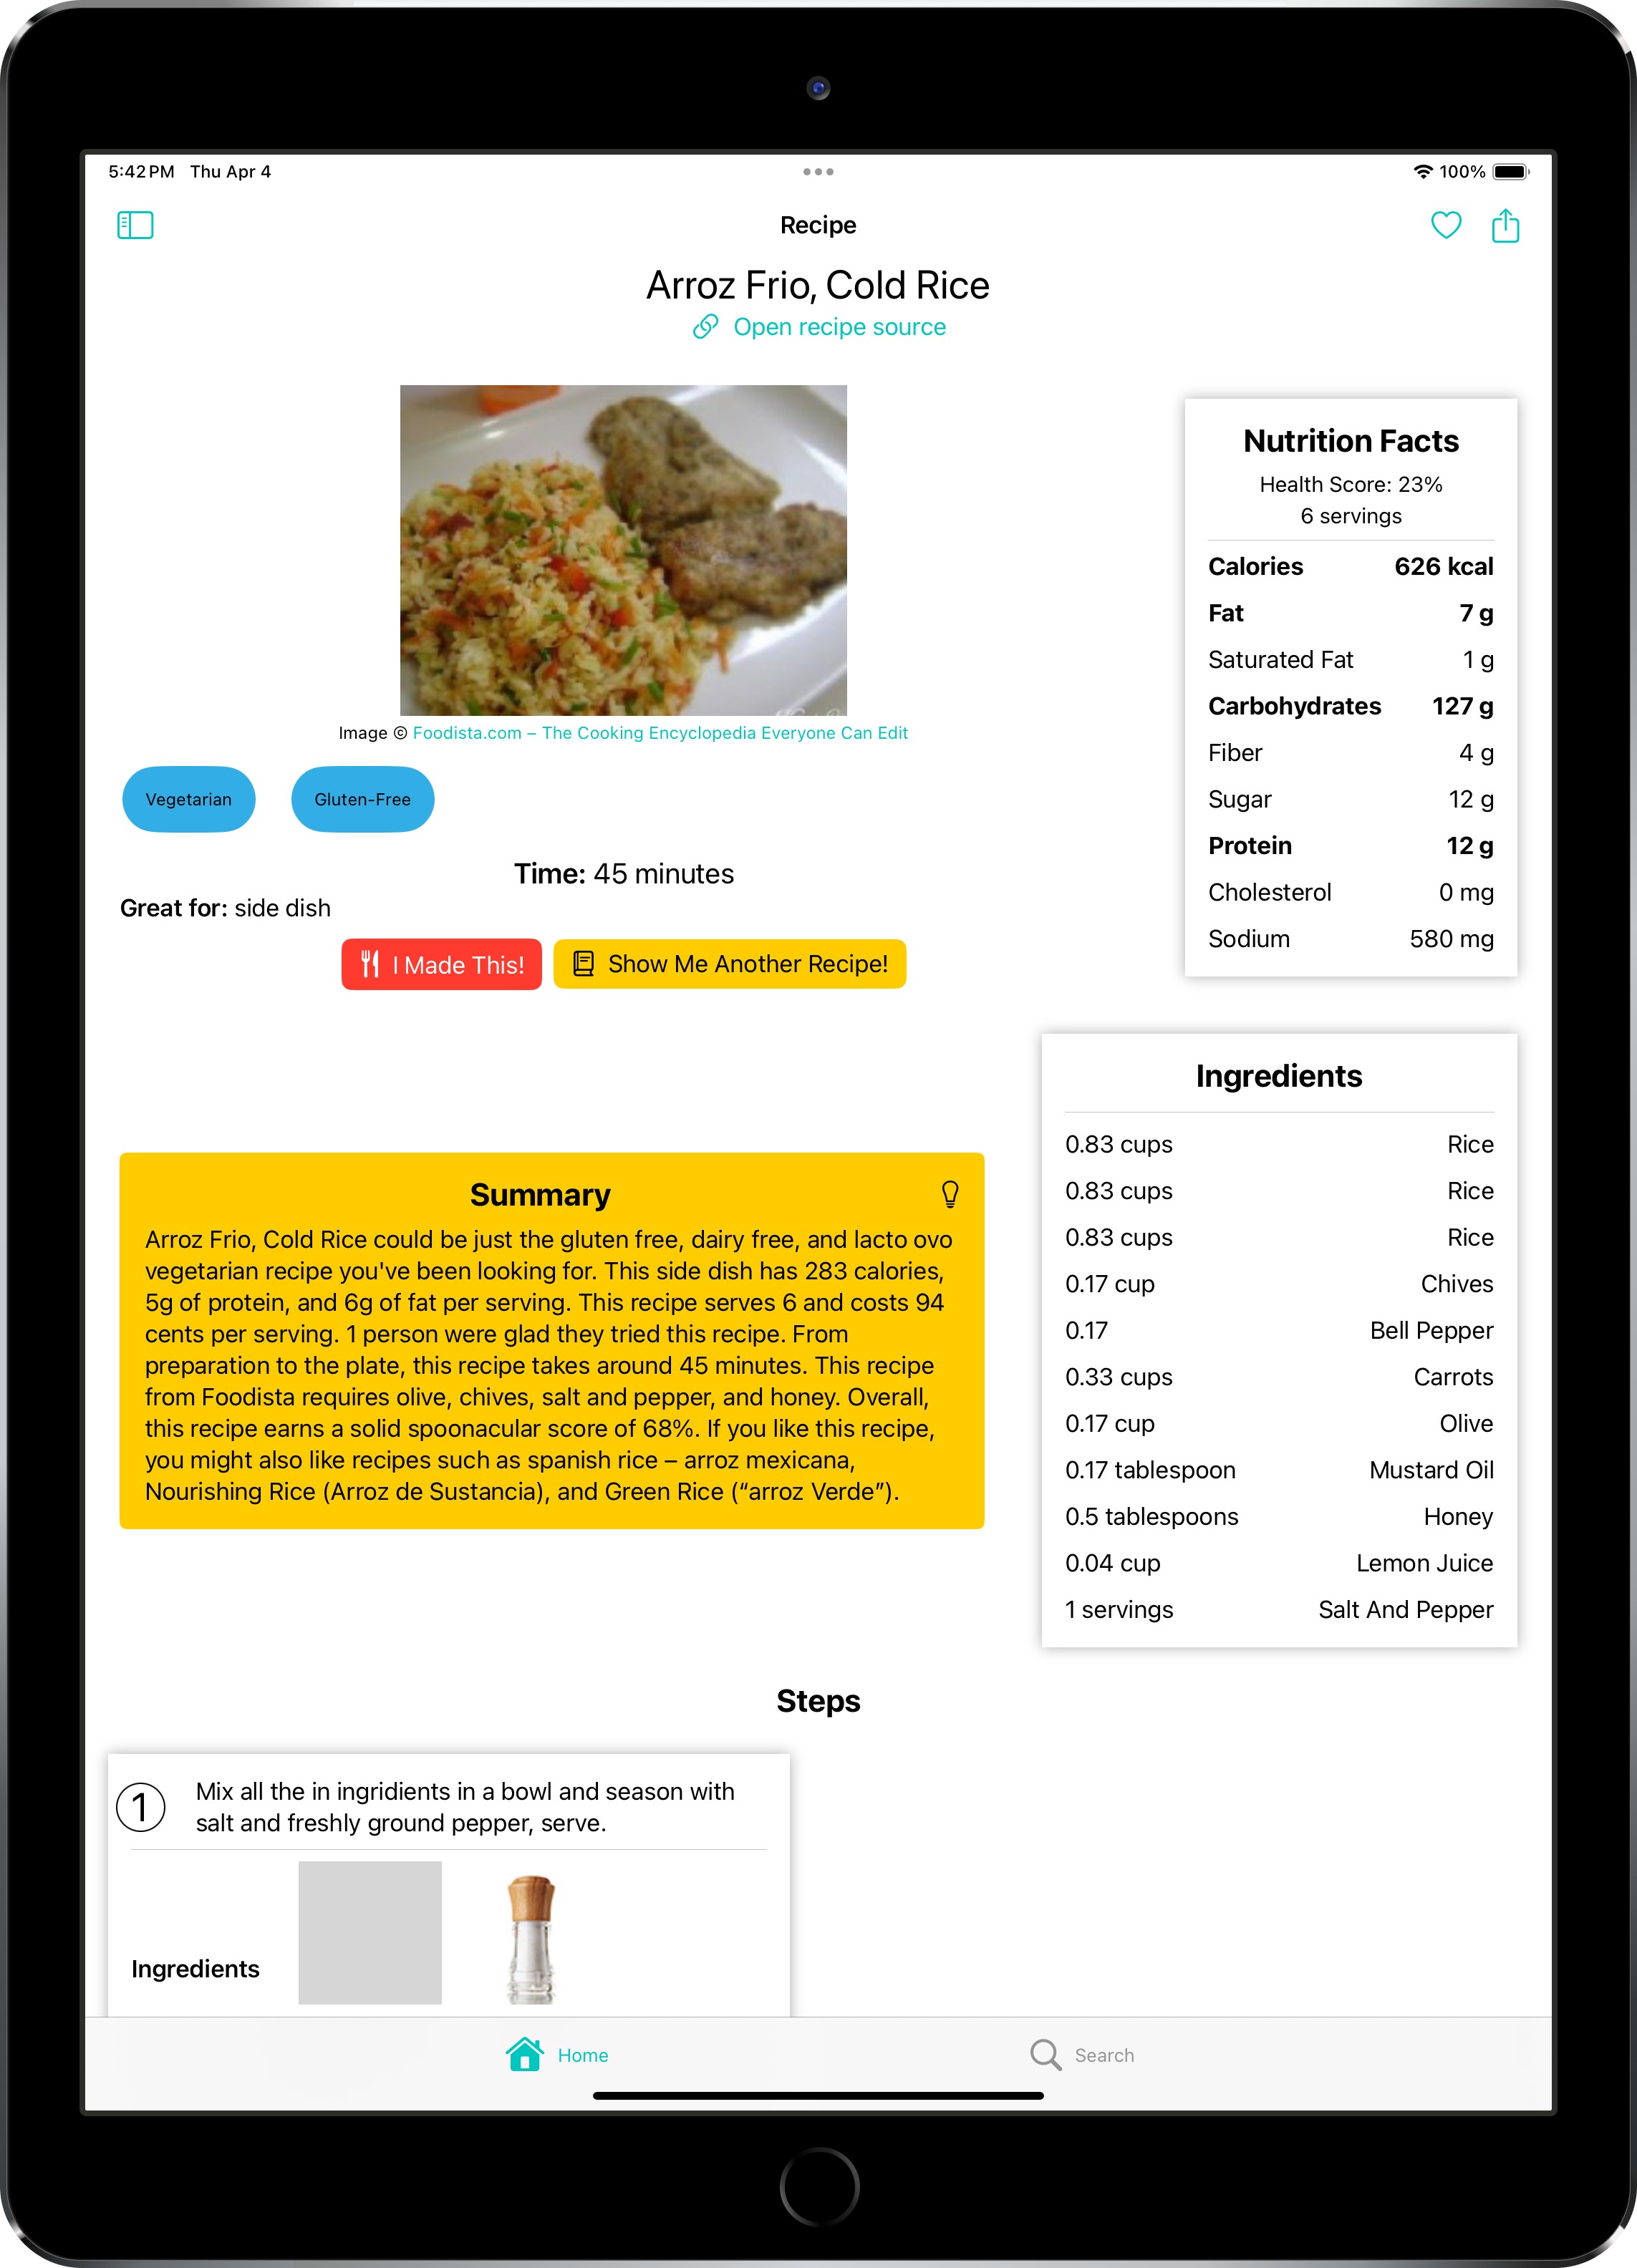 5:42 PM Thu Apr 4
100%
Recipe
Arroz Frio, Cold Rice
Open recipe source
Image © Foodista.com – The Cooking Encyclopedia Everyone Can Edit
Vegetarian
Gluten-Free
Time: 45 minutes
Great for: side dish
I Made This!
Show Me Another Recipe!
Nutrition Facts
Health Score: 23%
6 servings
Calories 626 kcal
Fat 7 g
Saturated Fat 1 g
Carbohydrates 127 g
Fiber 4 g
Sugar 12 g
Protein 12 g
Cholesterol 0 mg
Sodium 580 mg
Summary
Arroz Frio, Cold Rice could be just the gluten free, dairy free, and lacto ovo
vegetarian recipe you've been looking for. This side dish has 283 calories,
5g of protein, and 6g of fat per serving. This recipe serves 6 and costs 94
cents per serving. 1 person were glad they tried this recipe. From
preparation to the plate, this recipe takes around 45 minutes. This recipe
from Foodista requires olive, chives, salt and pepper, and honey. Overall,
this recipe earns a solid spoonacular score of 68%. If you like this recipe,
you might also like recipes such as spanish rice – arroz mexicana,
Nourishing Rice (Arroz de Sustancia), and Green Rice (“arroz Verde”).
Ingredients
0.83 cups Rice
0.83 cups Rice
0.83 cups Rice
0.17 cup Chives
0.17 Bell Pepper
0.33 cups Carrots
0.17 cup Olive
0.17 tablespoon Mustard Oil
0.5 tablespoons Honey
0.04 cup Lemon Juice
1 servings Salt And Pepper
Steps
1
Mix all the in ingridients in a bowl and season with
salt and freshly ground pepper, serve.
Ingredients
Home
Search